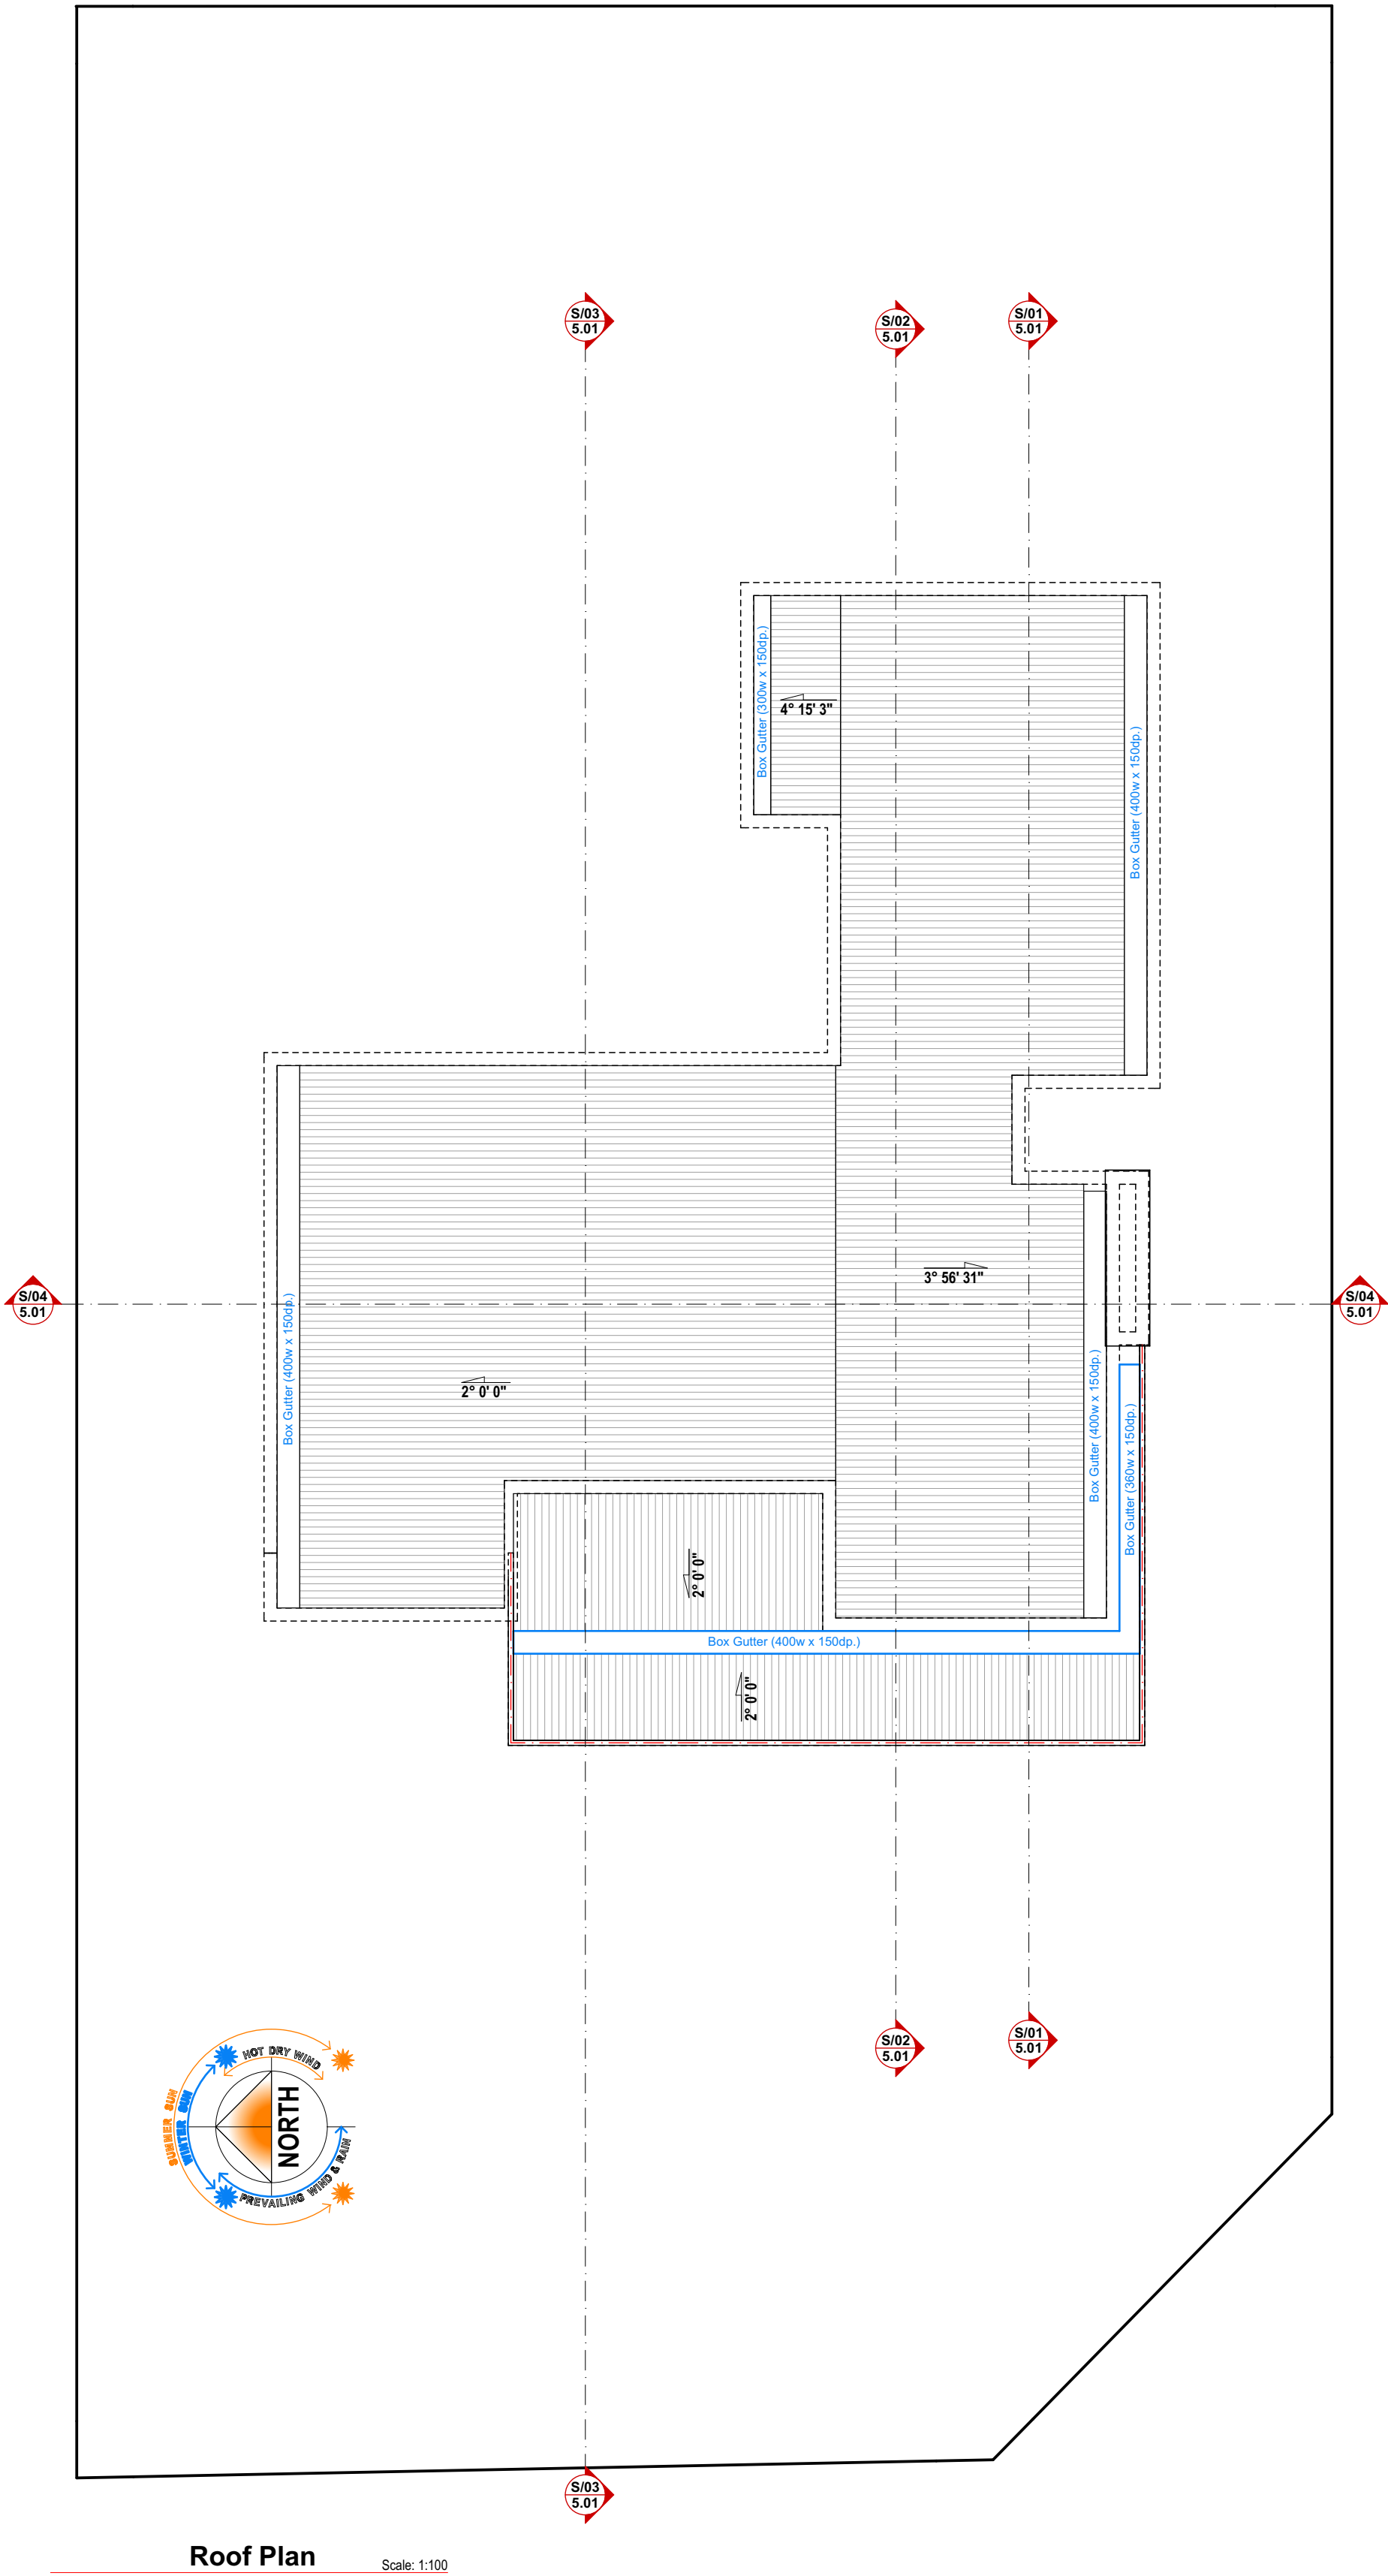 S/03
5.01
S/02
5.01
S/01
5.01
Box Gutter (300w x 150dp.)
4° 15' 3"
Box Gutter (400w x 150dp.)
3° 56' 31"
S/04
5.01
S/04
5.01
Box Gutter (400w x 150dp.)
2° 0' 0"
Box Gutter (400w x 150dp.)
Box Gutter (360w x 150dp.)
2° 0' 0"
Box Gutter (400w x 150dp.)
2° 0' 0"
S/02
5.01
S/01
5.01
HOT DRY WIND
SUMMER SUN
WINTER SUN
NORTH
PREVAILING WIND & RAIN
S/03
5.01
Roof Plan
Scale: 1:100